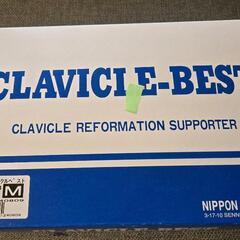 CLAVICLE-BEST
CLAVICLE REFORMATION SUPPORTER
M
NIPPON
3-17-10